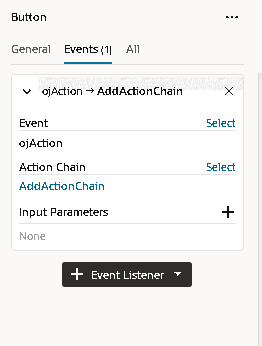 Button
General Events (1) All
ojAction → AddActionChain
Event Select
ojAction
Action Chain Select
AddActionChain
Input Parameters
None
Event Listener